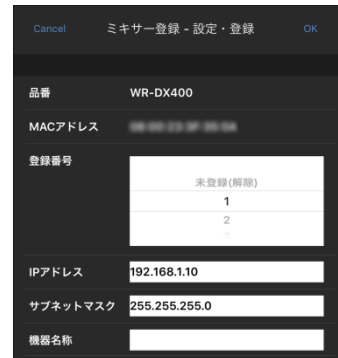 Cancel ミキサー登録 - 設定・登録 OK
品番 WR-DX400
MACアドレス
登録番号
未登録(解除)
1
2
IPアドレス 192.168.1.10
サブネットマスク 255.255.255.0
機器名称